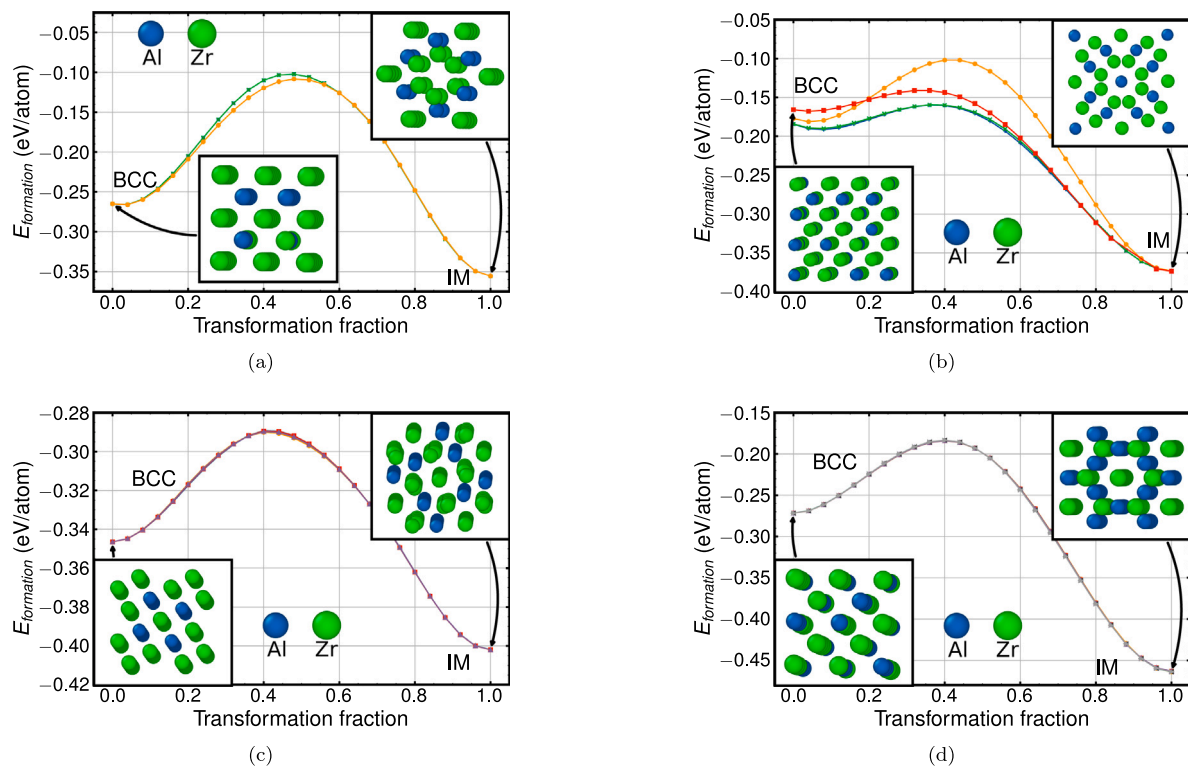 −0.05
−0.10
−0.15
−0.20
−0.25
−0.30
−0.35
E_formation (eV/atom)
Al Zr
BCC
IM
0.0 0.2 0.4 0.6 0.8 1.0
Transformation fraction
(a)
−0.05
−0.10
−0.15
−0.20
−0.25
−0.30
−0.35
−0.40
E_formation (eV/atom)
BCC
Al Zr
IM
0.0 0.2 0.4 0.6 0.8 1.0
Transformation fraction
(b)
−0.28
−0.30
−0.32
−0.34
−0.36
−0.38
−0.40
−0.42
E_formation (eV/atom)
BCC
Al Zr
IM
0.0 0.2 0.4 0.6 0.8 1.0
Transformation fraction
(c)
−0.15
−0.20
−0.25
−0.30
−0.35
−0.40
−0.45
E_formation (eV/atom)
BCC
Al Zr
IM
0.0 0.2 0.4 0.6 0.8 1.0
Transformation fraction
(d)